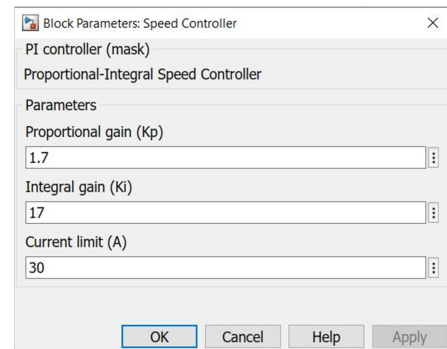 Block Parameters: Speed Controller
PI controller (mask)
Proportional-Integral Speed Controller
Parameters
Proportional gain (Kp)
1.7
Integral gain (Ki)
17
Current limit (A)
30
OK Cancel Help Apply